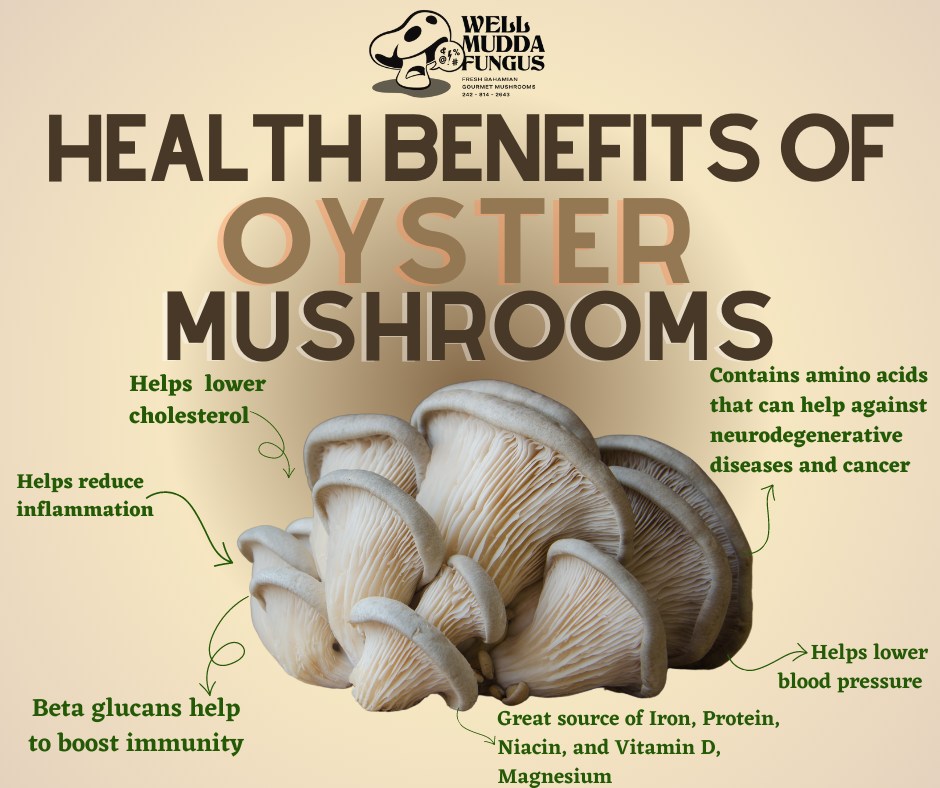 WELL
MUDDA
FUNGUS
FRESH BAHAMIAN
GOURMET MUSHROOMS
242 - 814 - 2643
HEALTH BENEFITS OF
OYSTER
MUSHROOMS
Helps lower
cholesterol
Contains amino acids
that can help against
neurodegenerative
diseases and cancer
Helps reduce
inflammation
Helps lower
blood pressure
Beta glucans help
to boost immunity
Great source of Iron, Protein,
Niacin, and Vitamin D,
Magnesium